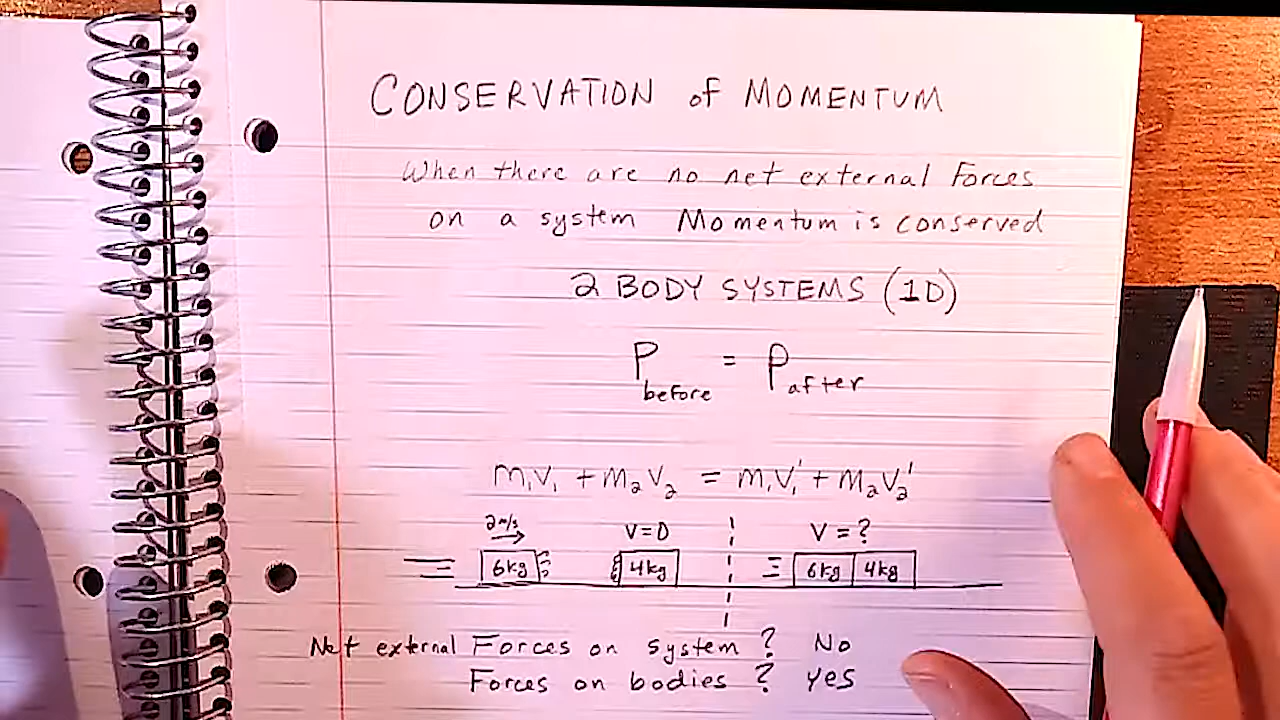 CONSERVATION of MOMENTUM
When there are no net external Forces
on a system Momentum is conserved
2 BODY SYSTEMS (1D)
P before = P after
m₁v₁ + m₂v₂ = m₁v₁' + m₂v₂'
2 m/s V=0 V=?
6kg 4kg 6kg 4kg
Net external Forces on system? No
Forces on bodies? yes